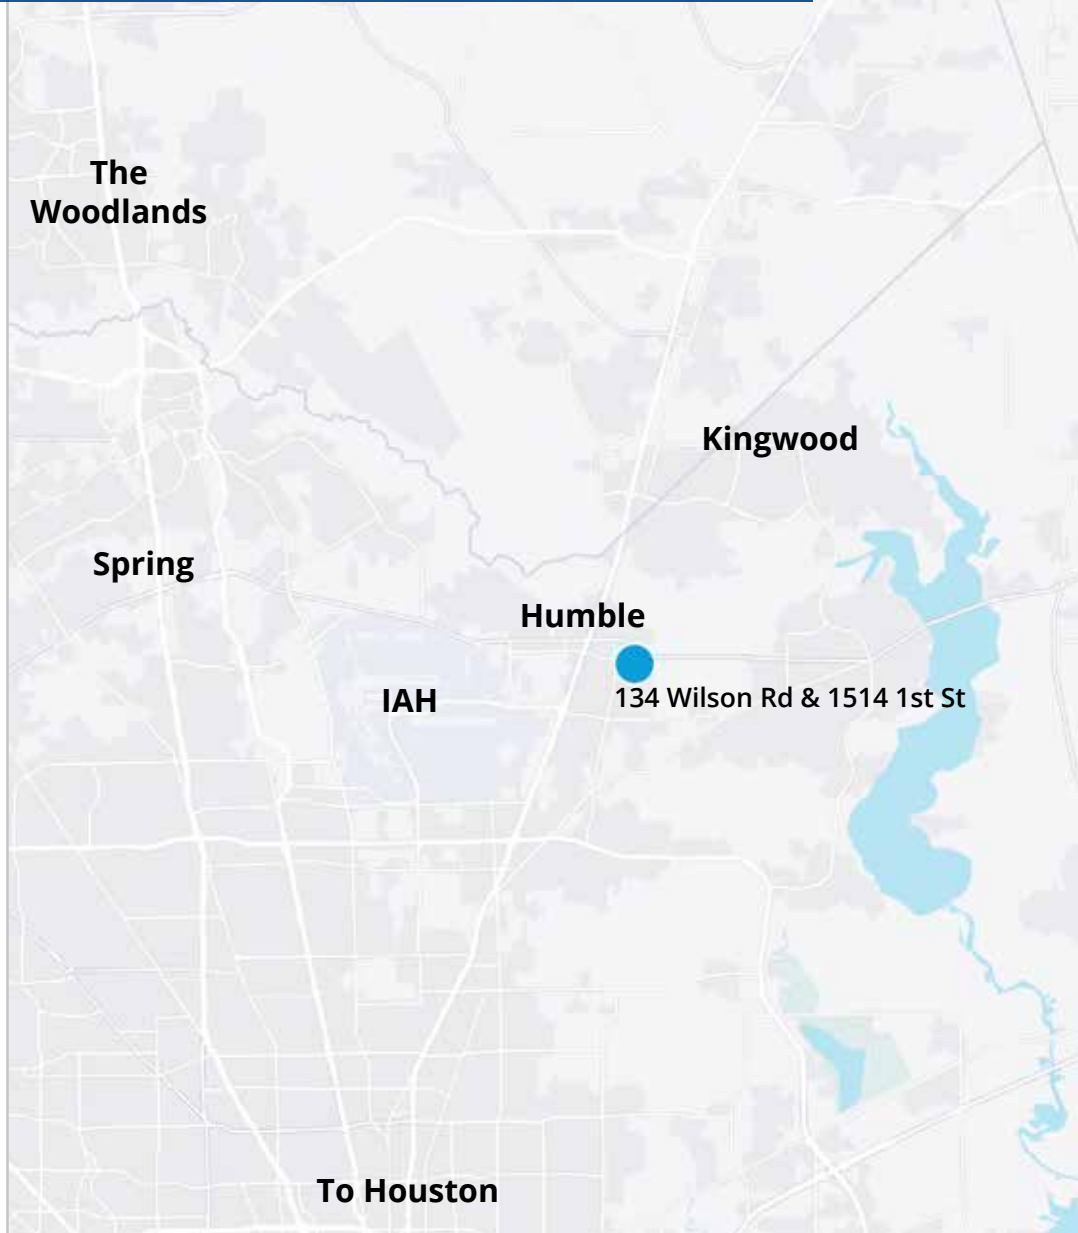 The
Woodlands
Kingwood
Spring
Humble
IAH
134 Wilson Rd & 1514 1st St
To Houston